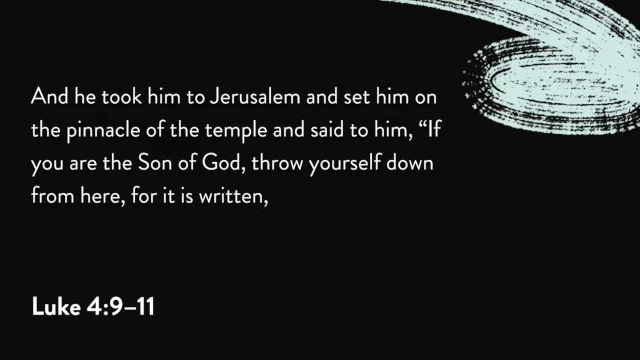 And he took him to Jerusalem and set him on
the pinnacle of the temple and said to him, “If
you are the Son of God, throw yourself down
from here, for it is written,
Luke 4:9–11